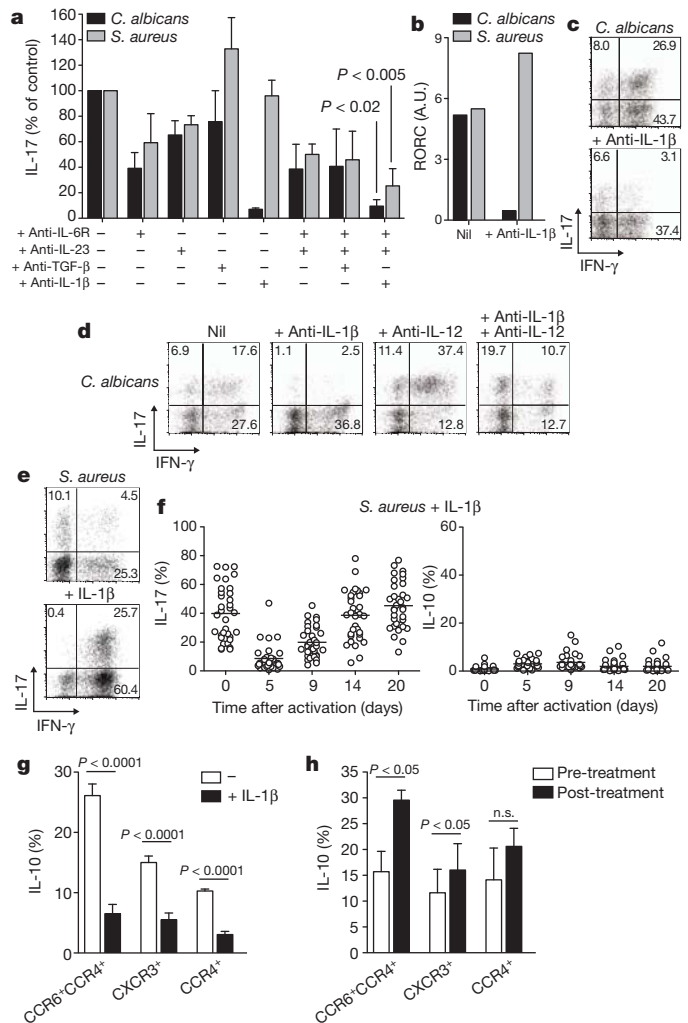 a
C. albicans
S. aureus
IL-17 (% of control)
160
140
120
100
80
60
40
20
0
P < 0.005
P < 0.02
+ Anti-IL-6R – + – – – + + +
+ Anti-IL-23 – – + – – + + +
+ Anti-TGF-β – – – + – – + –
+ Anti-IL-1β – – – – + – – +
b
C. albicans
S. aureus
RORC (A.U.)
9
6
3
0
Nil + Anti-IL-1β
c
C. albicans
8.0 26.9
43.7
+ Anti-IL-1β
6.6 3.1
37.4
IL-17
IFN-γ
d
Nil
+ Anti-IL-1β
+ Anti-IL-12
+ Anti-IL-1β
+ Anti-IL-12
C. albicans
6.9 17.6
27.6
1.1 2.5
36.8
11.4 37.4
12.8
19.7 10.7
12.7
IL-17
IFN-γ
e
S. aureus
10.1 4.5
25.3
+ IL-1β
0.4 25.7
60.4
IL-17
IFN-γ
f
S. aureus + IL-1β
IL-17 (%)
100
80
60
40
20
0
0 5 9 14 20
Time after activation (days)
IL-10 (%)
60
40
20
0
0 5 9 14 20
Time after activation (days)
g
P < 0.0001
–
+ IL-1β
P < 0.0001
P < 0.0001
IL-10 (%)
30
20
10
0
CCR6⁺CCR4⁺
CXCR3⁺
CCR4⁺
h
P < 0.05
Pre-treatment
Post-treatment
P < 0.05
n.s.
IL-10 (%)
35
30
25
20
15
10
5
0
CCR6⁺CCR4⁺
CXCR3⁺
CCR4⁺